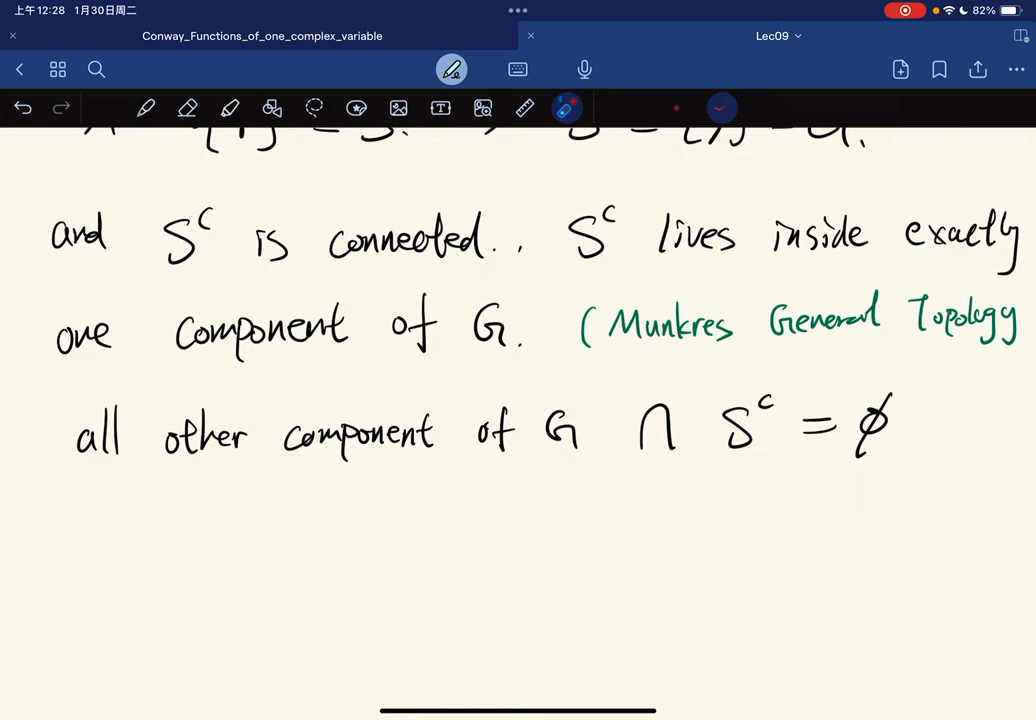 上午12:28 1月30日周二
82%
Conway_Functions_of_one_complex_variable
Lec09
and S^c is connected.. S^c lives inside exactly
one component of G. (Munkres General Topology
all other component of G ∩ S^c = ∅